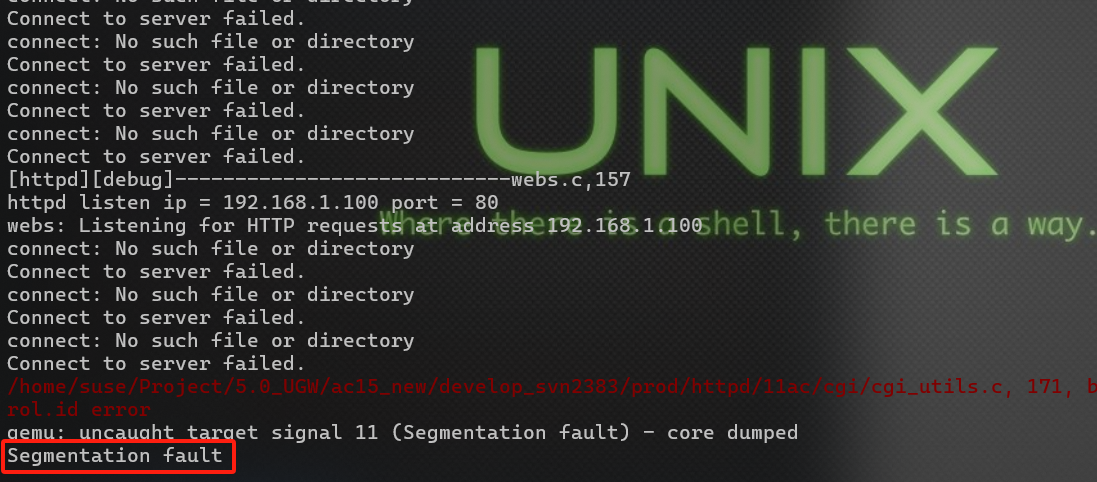 Connect to server failed.
connect: No such file or directory
Connect to server failed.
connect: No such file or directory
Connect to server failed.
connect: No such file or directory
Connect to server failed.
[httpd][debug]----------------------------webs.c,157
httpd listen ip = 192.168.1.100 port = 80
webs: Listening for HTTP requests at address 192.168.1.100
connect: No such file or directory
Connect to server failed.
connect: No such file or directory
Connect to server failed.
connect: No such file or directory
Connect to server failed.
/home/suse/Project/5.0_UGW/ac15_new/develop_svn2383/prod/httpd/11ac/cgi/cgi_utils.c, 171, b
rol.id error
qemu: uncaught target signal 11 (Segmentation fault) - core dumped
Segmentation fault
UNIX
Where there is a shell, there is a way.